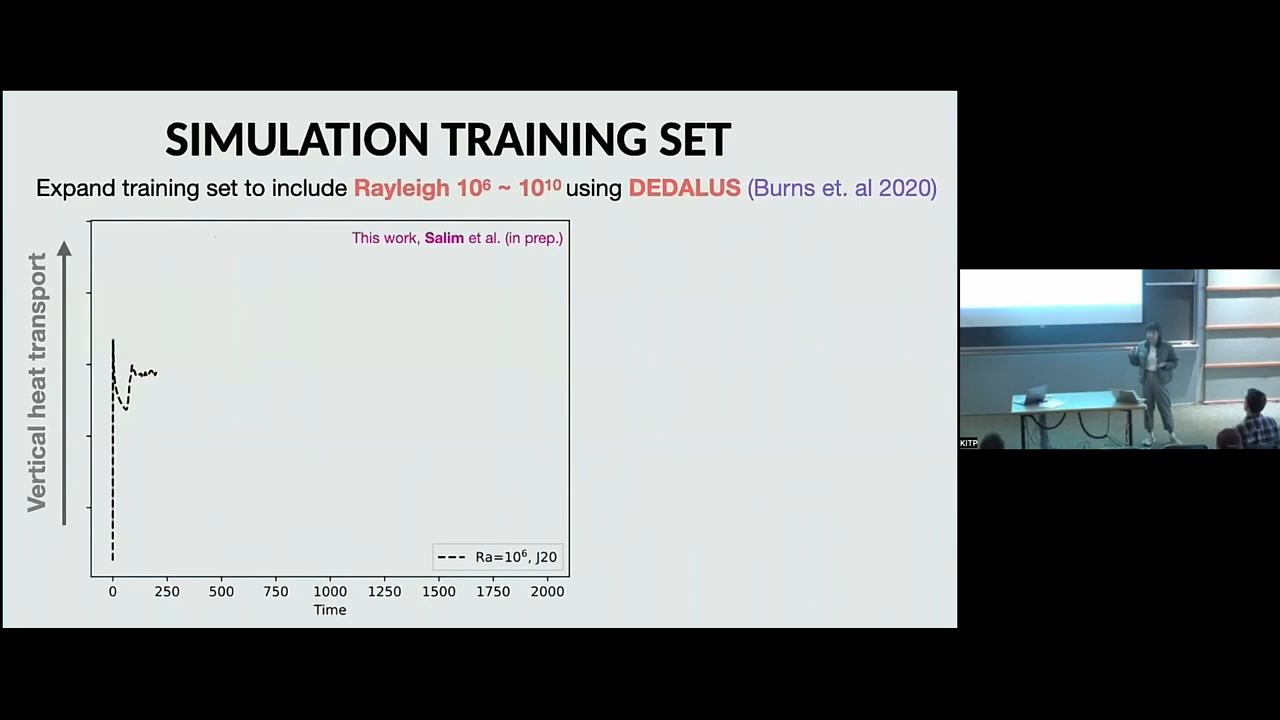 SIMULATION TRAINING SET
Expand training set to include Rayleigh 10⁶ ~ 10¹⁰ using DEDALUS (Burns et. al 2020)
This work, Salim et al. (in prep.)
Vertical heat transport
Ra=10⁶, J20
0 250 500 750 1000 1250 1500 1750 2000
Time
KITP